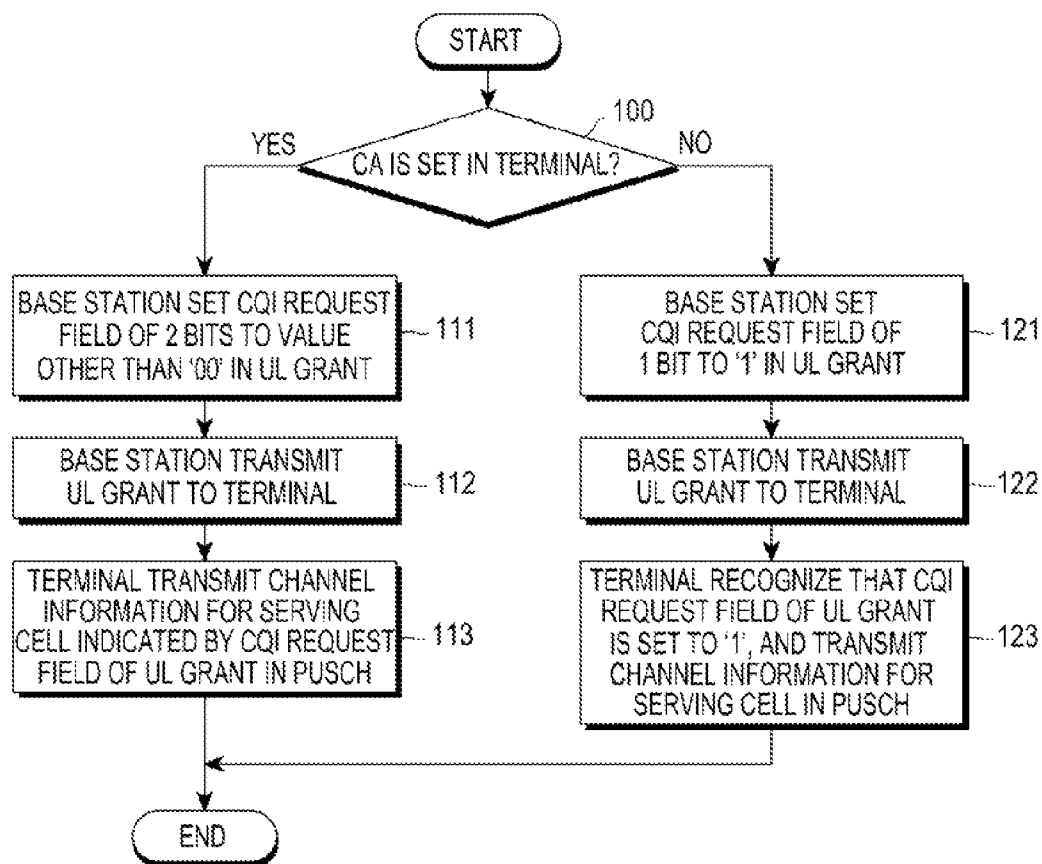 START
100
YES
NO
CA IS SET IN TERMINAL?
BASE STATION SET CQI REQUEST
FIELD OF 2 BITS TO VALUE
OTHER THAN '00' IN UL GRANT
111
BASE STATION TRANSMIT
UL GRANT TO TERMINAL
112
TERMINAL TRANSMIT CHANNEL
INFORMATION FOR SERVING
CELL INDICATED BY CQI REQUEST
FIELD OF UL GRANT IN PUSCH
113
BASE STATION SET
CQI REQUEST FIELD OF
1 BIT TO '1' IN UL GRANT
121
BASE STATION TRANSMIT
UL GRANT TO TERMINAL
122
TERMINAL RECOGNIZE THAT CQI
REQUEST FIELD OF UL GRANT
IS SET TO '1', AND TRANSMIT
CHANNEL INFORMATION FOR
SERVING CELL IN PUSCH
123
END